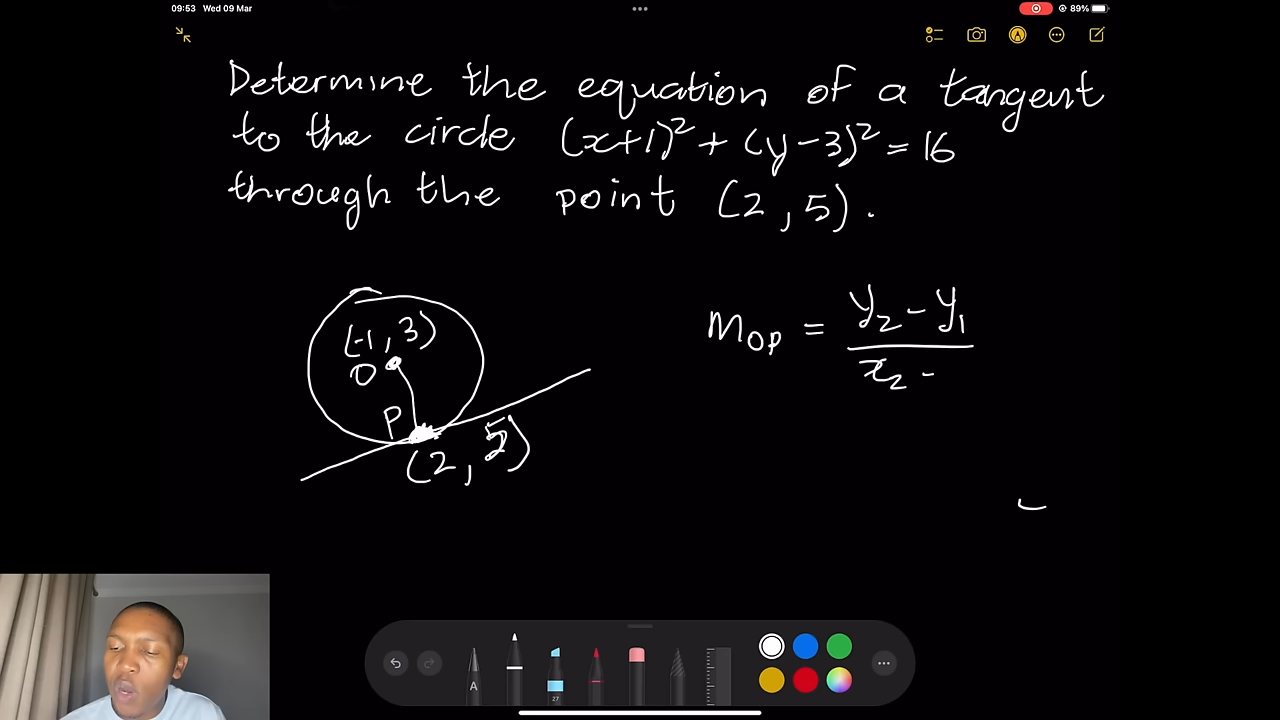 09:53 Wed 09 Mar
89%
Determine the equation of a tangent
to the circle (x+1)² + (y-3)² = 16
through the point (2, 5).
(-1, 3)
O
P
(2, 5)
mOP = y₂ - y₁
x₂ -
A
27